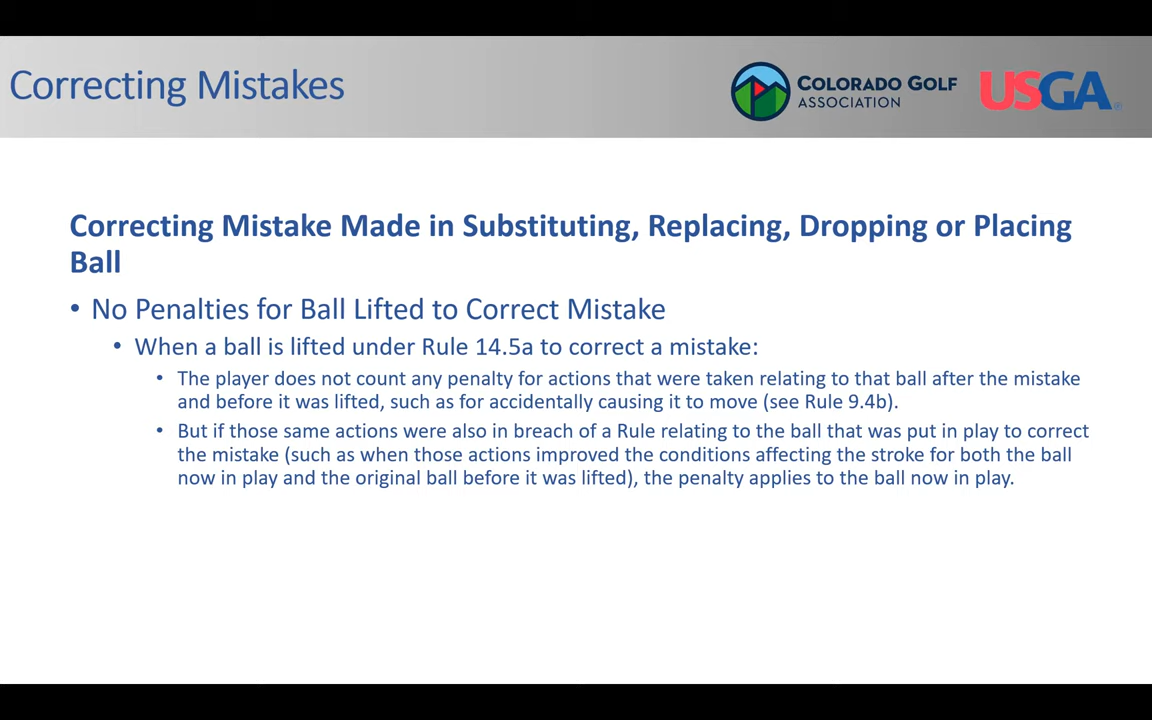 Correcting Mistakes
COLORADO GOLF
ASSOCIATION
USGA®
Correcting Mistake Made in Substituting, Replacing, Dropping or Placing
Ball
• No Penalties for Ball Lifted to Correct Mistake
• When a ball is lifted under Rule 14.5a to correct a mistake:
• The player does not count any penalty for actions that were taken relating to that ball after the mistake
and before it was lifted, such as for accidentally causing it to move (see Rule 9.4b).
• But if those same actions were also in breach of a Rule relating to the ball that was put in play to correct
the mistake (such as when those actions improved the conditions affecting the stroke for both the ball
now in play and the original ball before it was lifted), the penalty applies to the ball now in play.